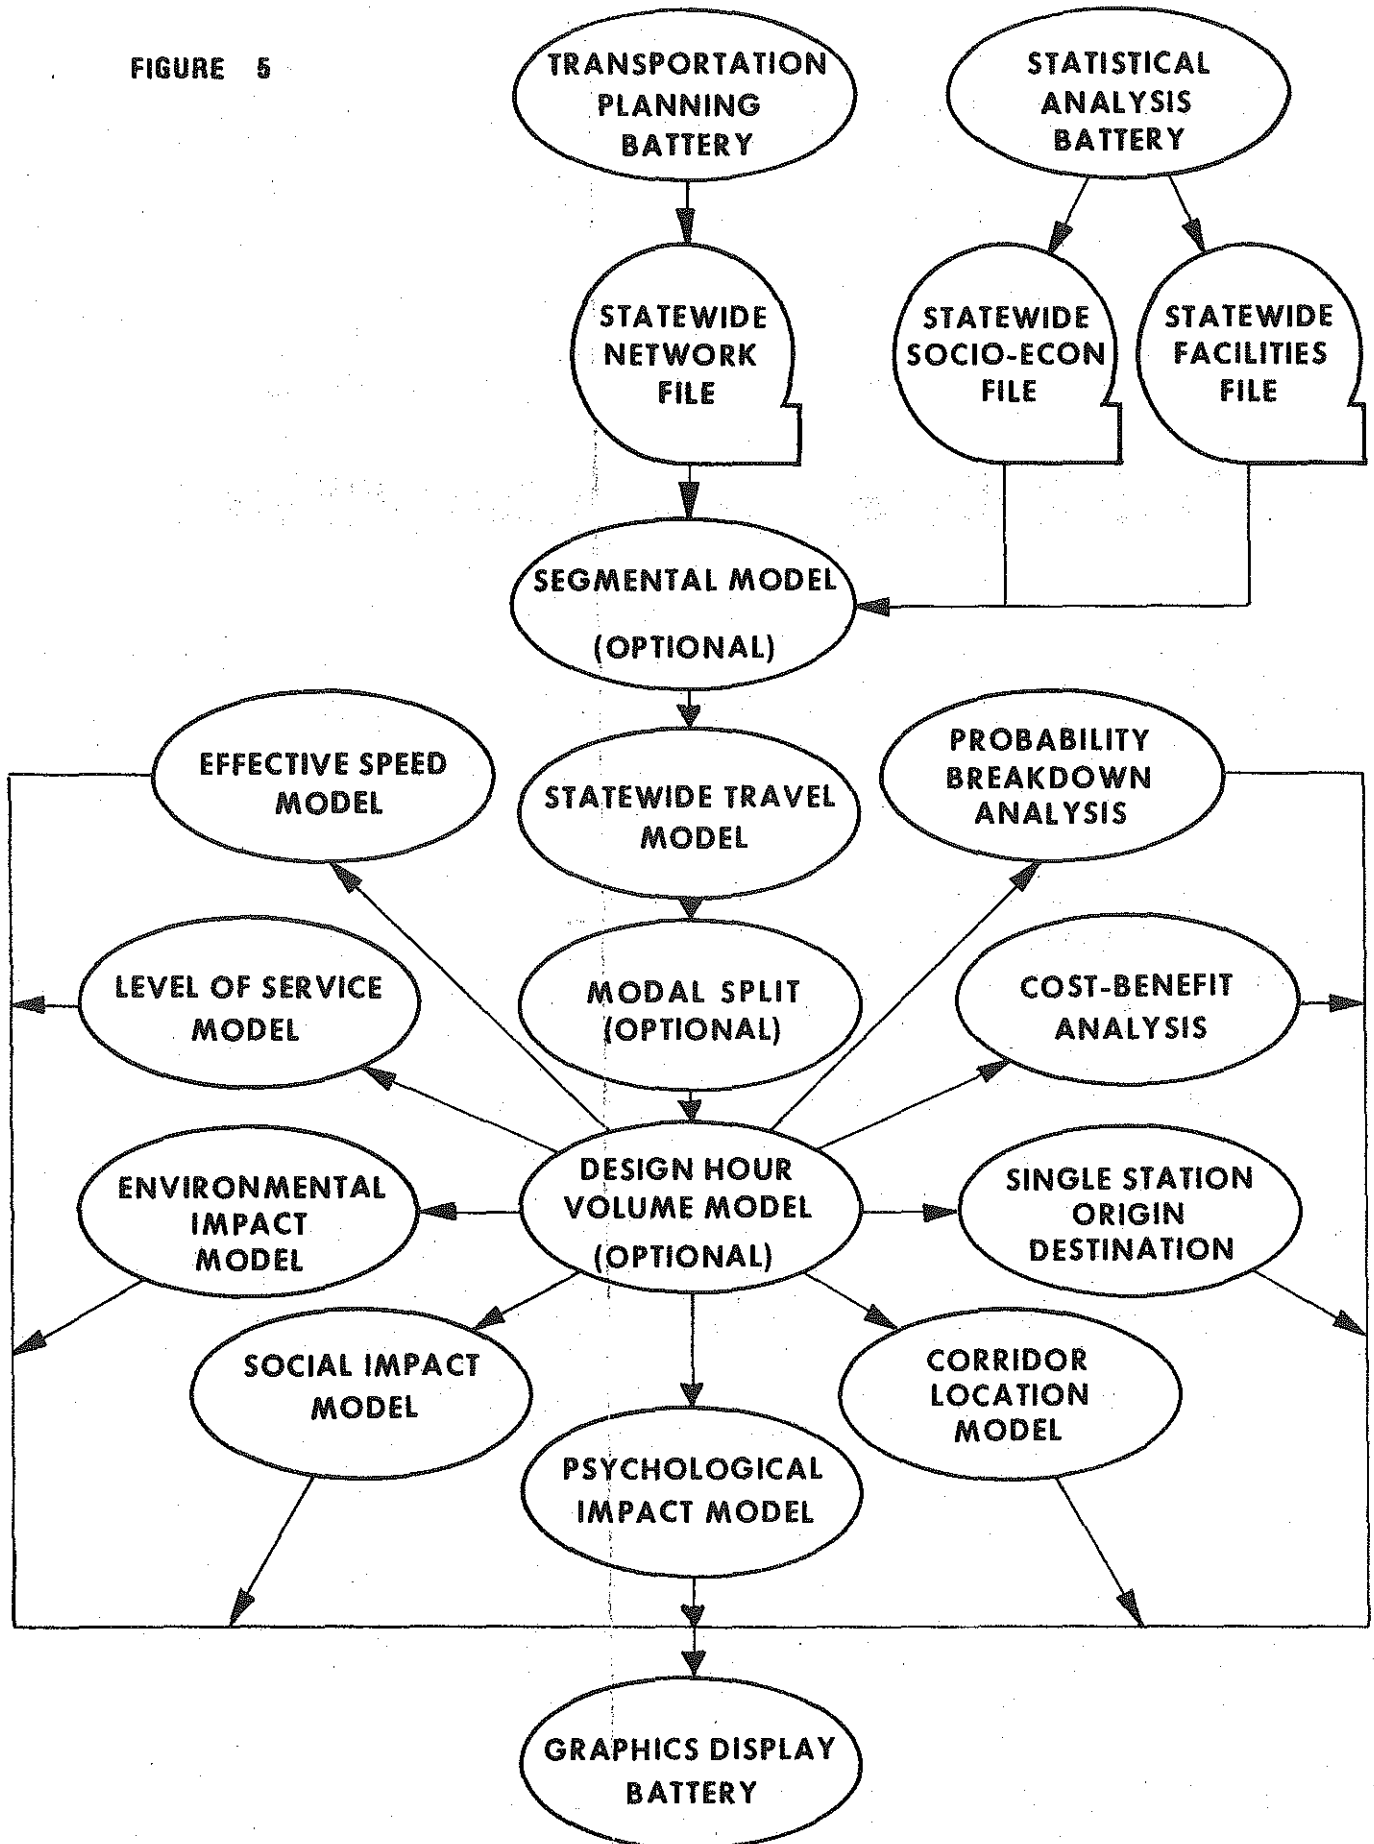 FIGURE 5
TRANSPORTATION
PLANNING
BATTERY
STATISTICAL
ANALYSIS
BATTERY
STATEWIDE
NETWORK
FILE
STATEWIDE
SOCIO-ECON
FILE
STATEWIDE
FACILITIES
FILE
SEGMENTAL MODEL
(OPTIONAL)
EFFECTIVE SPEED
MODEL
STATEWIDE TRAVEL
MODEL
PROBABILITY
BREAKDOWN
ANALYSIS
LEVEL OF SERVICE
MODEL
MODAL SPLIT
(OPTIONAL)
COST-BENEFIT
ANALYSIS
ENVIRONMENTAL
IMPACT
MODEL
DESIGN HOUR
VOLUME MODEL
(OPTIONAL)
SINGLE STATION
ORIGIN
DESTINATION
SOCIAL IMPACT
MODEL
PSYCHOLOGICAL
IMPACT MODEL
CORRIDOR
LOCATION
MODEL
GRAPHICS DISPLAY
BATTERY